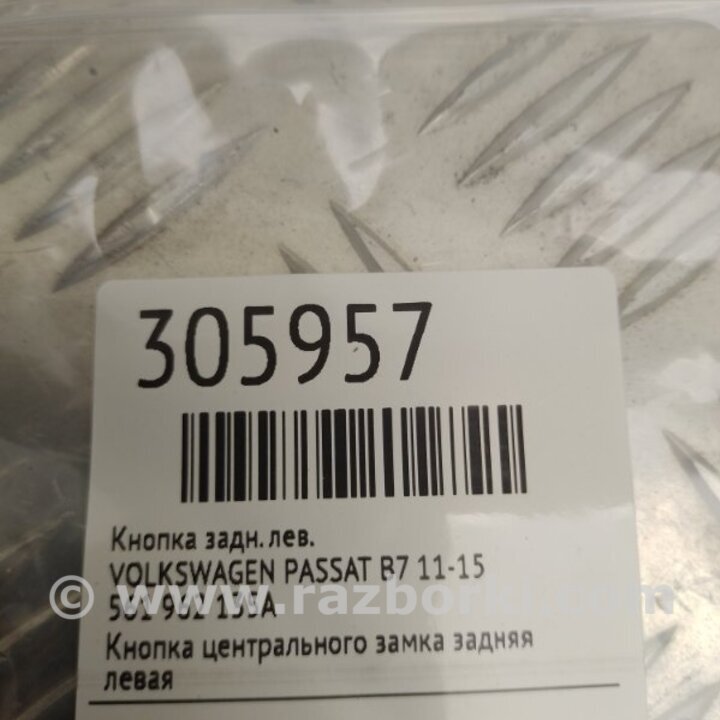 305957
Кнопка задн.лев.
VOLKSWAGEN PASSAT B7 11-15
Кнопка центрального замка задняя
левая